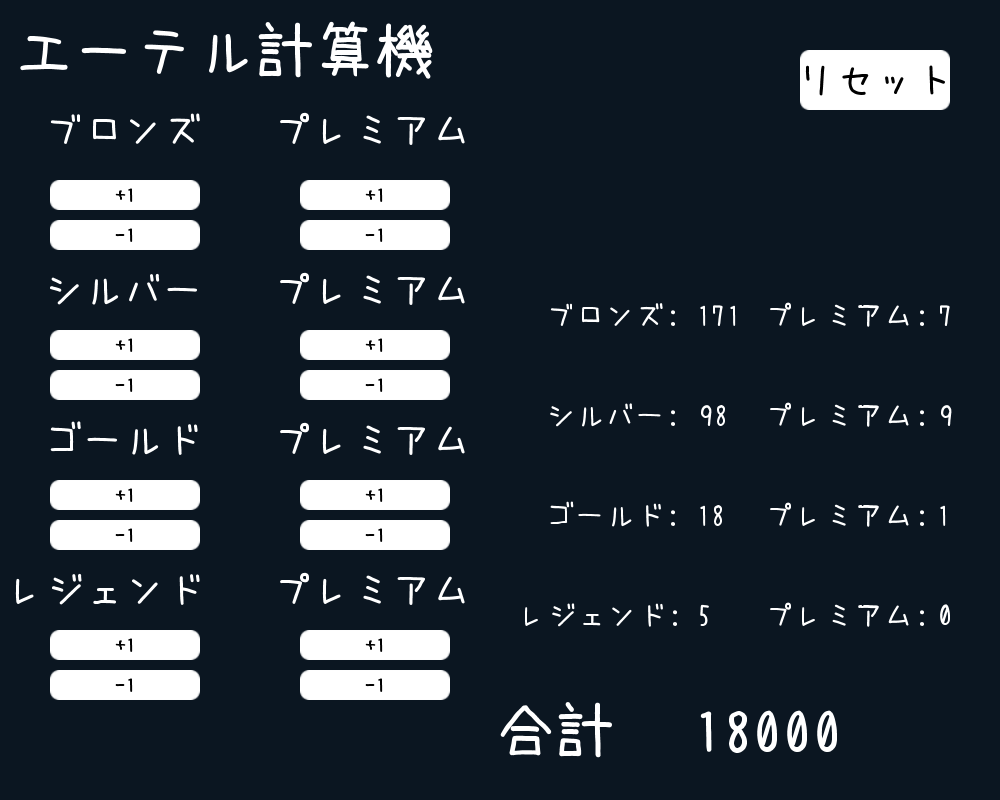 エーテル計算機
リセット
ブロンズ プレミアム
+1 +1
-1 -1
シルバー プレミアム
+1 +1
-1 -1
ゴールド プレミアム
+1 +1
-1 -1
レジェンド プレミアム
+1 +1
-1 -1
ブロンズ: 171 プレミアム: 7
シルバー: 98 プレミアム: 9
ゴールド: 18 プレミアム: 1
レジェンド: 5 プレミアム: 0
合計 18000